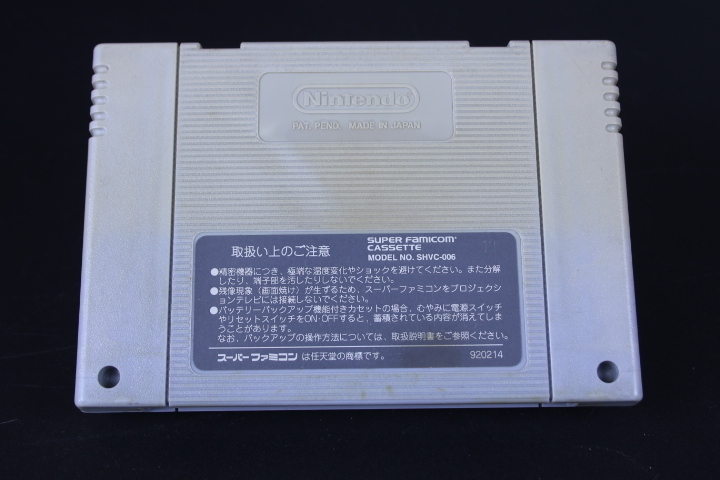 Nintendo
PAT. PEND. MADE IN JAPAN
取扱い上のご注意
SUPER FAMICOM
CASSETTE
MODEL NO. SHVC-006
●精密機器につき、極端な温度変化やショックを避けてください。また分解
したり、端子部を汚したりしないでください。
●残像現象（画面焼け）が生ずるため、スーパーファミコンをプロジェクシ
ョンテレビには接続しないでください。
●バッテリーバックアップ機能付きカセットの場合、むやみに電源スイッチ
やリセットスイッチをON・OFFすると、蓄積されている内容が消えてしま
うことがあります。
なお、バックアップの操作方法については、取扱説明書をご参照ください。
スーパーファミコン は任天堂の商標です。
920214